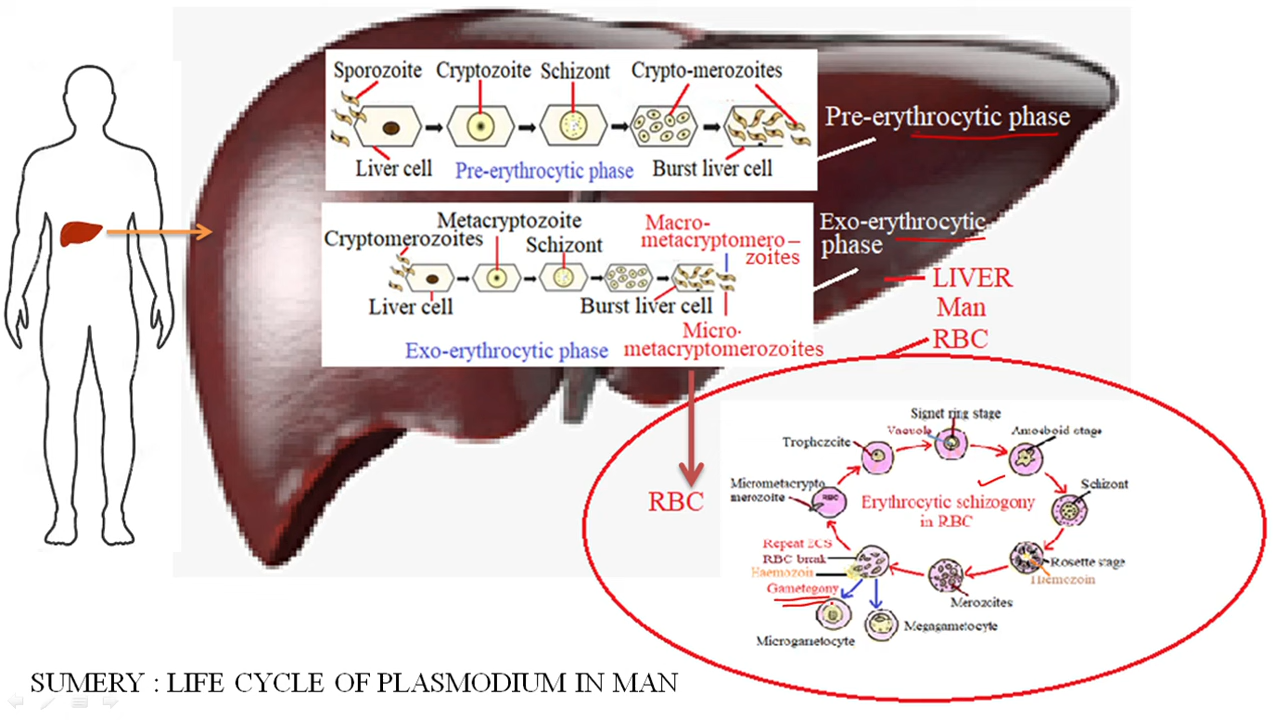 Sporozoite Cryptozoite Schizont Crypto-merozoites
Liver cell Pre-erythrocytic phase Burst liver cell
Pre-erythrocytic phase
Metacryptozoite
Cryptomerozoites Schizont
Macro-
metacryptomero-
zoites
Liver cell Burst liver cell
Micro-
metacryptomerozoites
Exo-erythrocytic phase
Exo-erythrocytic
phase
LIVER
Man
RBC
RBC
Signet ring stage
Vacuole
Trophczcite
Amoeboid stage
Micrometacrypto
merozoite
RBC
Erythrocytic schizogony
in RBC
Schizont
Repeat ECS
RBC break
Haemozoin
Gametegony
Rosette stage
Haemozoin
Merozcites
Microgametocyte
Megagametocyte
SUMERY : LIFE CYCLE OF PLASMODIUM IN MAN